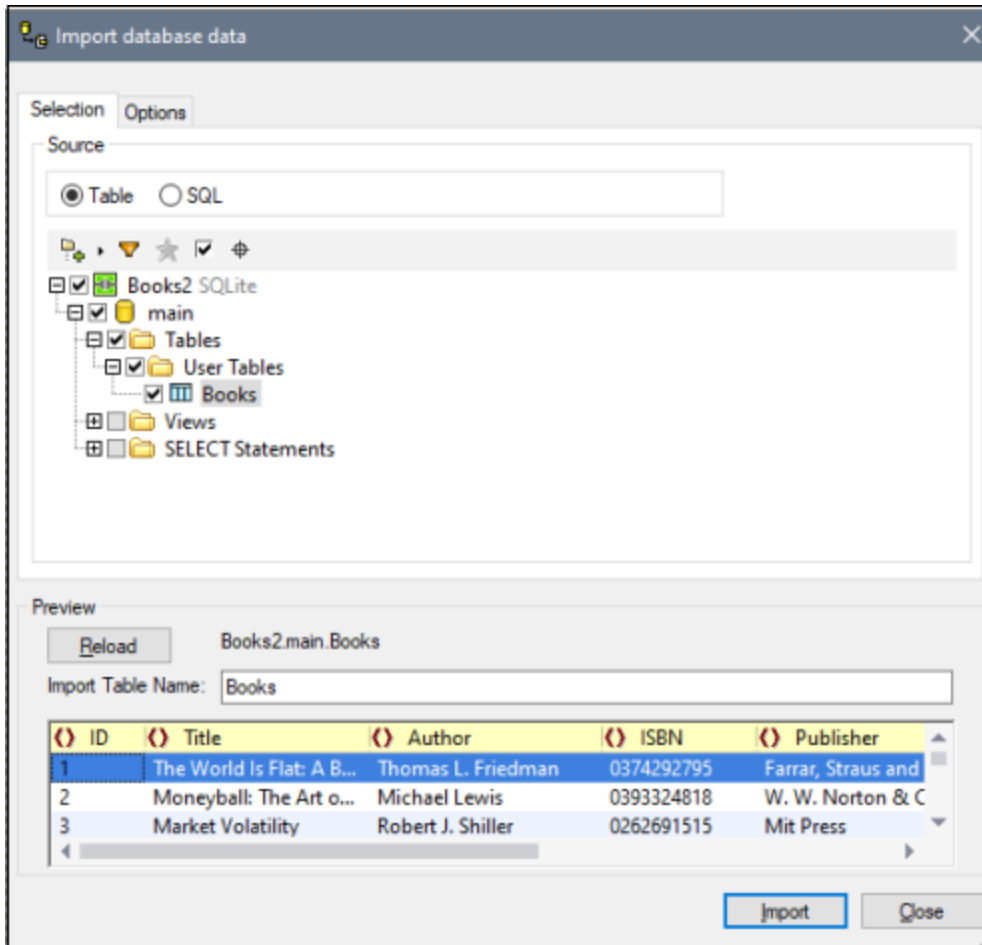 Import database data
Selection Options
Source
Table SQL
Books2 SQLite
main
Tables
User Tables
Books
Views
SELECT Statements
Preview
Reload Books2.main.Books
Import Table Name: Books
ID Title Author ISBN Publisher
1 The World Is Flat: A B... Thomas L. Friedman 0374292795 Farrar, Straus and
2 Moneyball: The Art o... Michael Lewis 0393324818 W. W. Norton & C
3 Market Volatility Robert J. Shiller 0262691515 Mit Press
Import Close